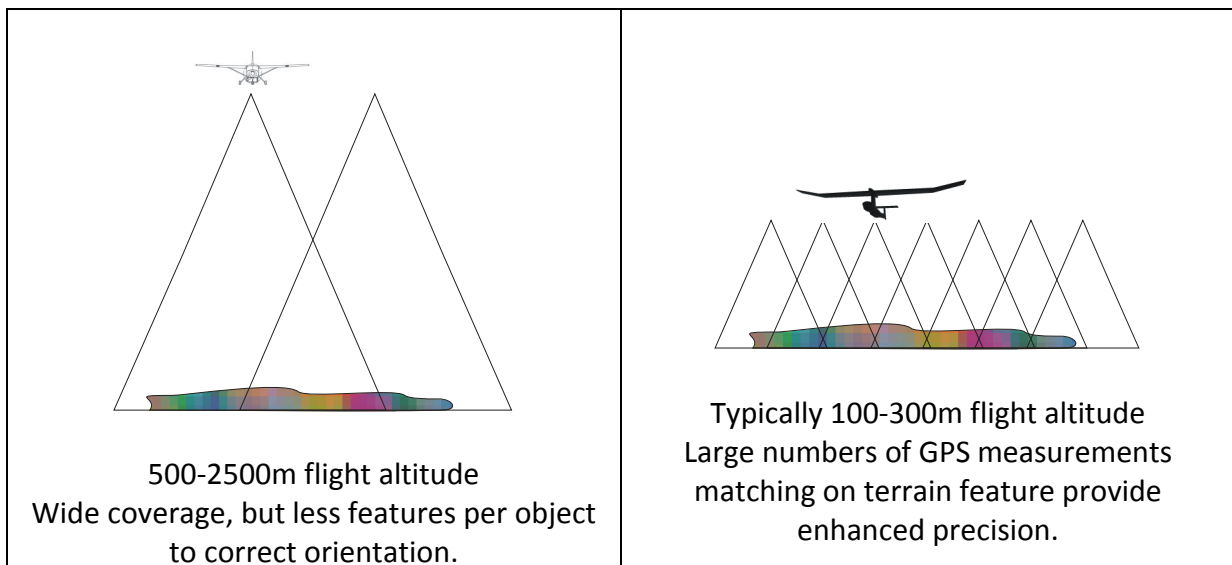 500-2500m flight altitude
Wide coverage, but less features per object
to correct orientation.
Typically 100-300m flight altitude
Large numbers of GPS measurements
matching on terrain feature provide
enhanced precision.